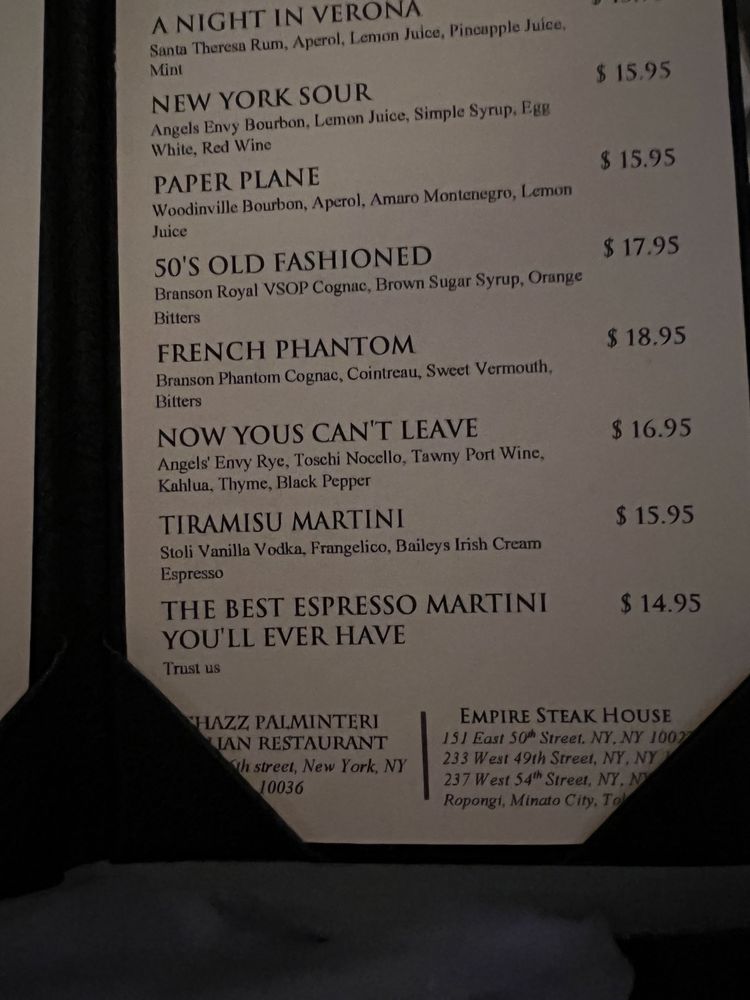 A NIGHT IN VERONA
Santa Theresa Rum, Aperol, Lemon Juice, Pineapple Juice,
Mint
NEW YORK SOUR $ 15.95
Angels Envy Bourbon, Lemon Juice, Simple Syrup, Egg
White, Red Wine
PAPER PLANE $ 15.95
Woodinville Bourbon, Aperol, Amaro Montenegro, Lemon
Juice
50'S OLD FASHIONED $ 17.95
Branson Royal VSOP Cognac, Brown Sugar Syrup, Orange
Bitters
FRENCH PHANTOM $ 18.95
Branson Phantom Cognac, Cointreau, Sweet Vermouth,
Bitters
NOW YOUS CAN'T LEAVE $ 16.95
Angels' Envy Rye, Toschi Nocello, Tawny Port Wine,
Kahlua, Thyme, Black Pepper
TIRAMISU MARTINI $ 15.95
Stoli Vanilla Vodka, Frangelico, Baileys Irish Cream
Espresso
THE BEST ESPRESSO MARTINI $ 14.95
YOU'LL EVER HAVE
Trust us
HAZZ PALMINTERI
IAN RESTAURANT
6th street, New York, NY
10036
EMPIRE STEAK HOUSE
151 East 50th Street, NY, NY 1002
233 West 49th Street, NY, NY
237 West 54th Street, NY, N
Ropongi, Minato City, To